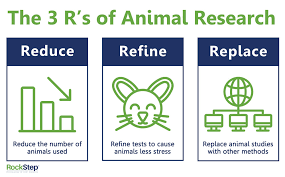 The 3 R's of Animal Research
Reduce
Reduce the number of
animals used
Refine
Refine tests to cause
animals less stress
Replace
Replace animal studies
with other methods
RockStep